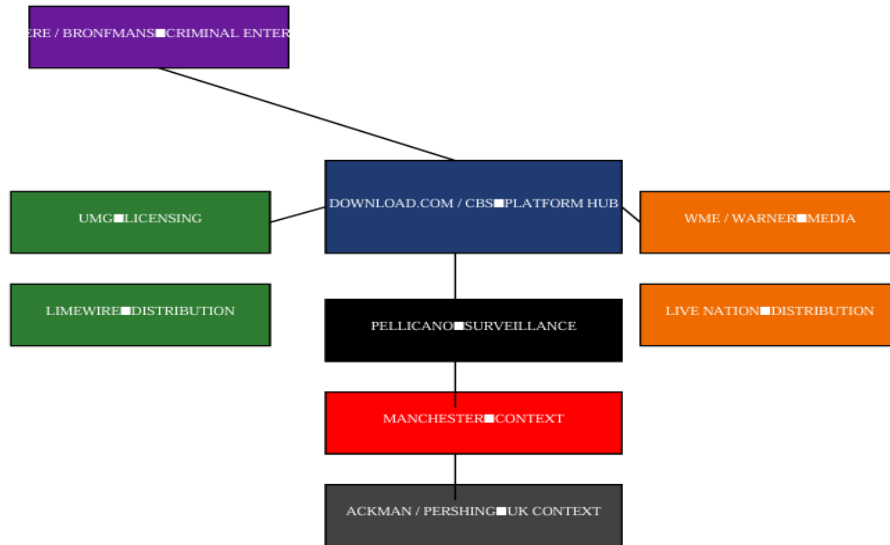 ERE / BRONFMANS■CRIMINAL ENTER
DOWNLOAD.COM / CBS■PLATFORM HUB
UMG■LICENSING
WME / WARNER■MEDIA
LIMEWIRE■DISTRIBUTION
LIVE NATION■DISTRIBUTION
PELLICANO■SURVEILLANCE
MANCHESTER■CONTEXT
ACKMAN / PERSHING■UK CONTEXT